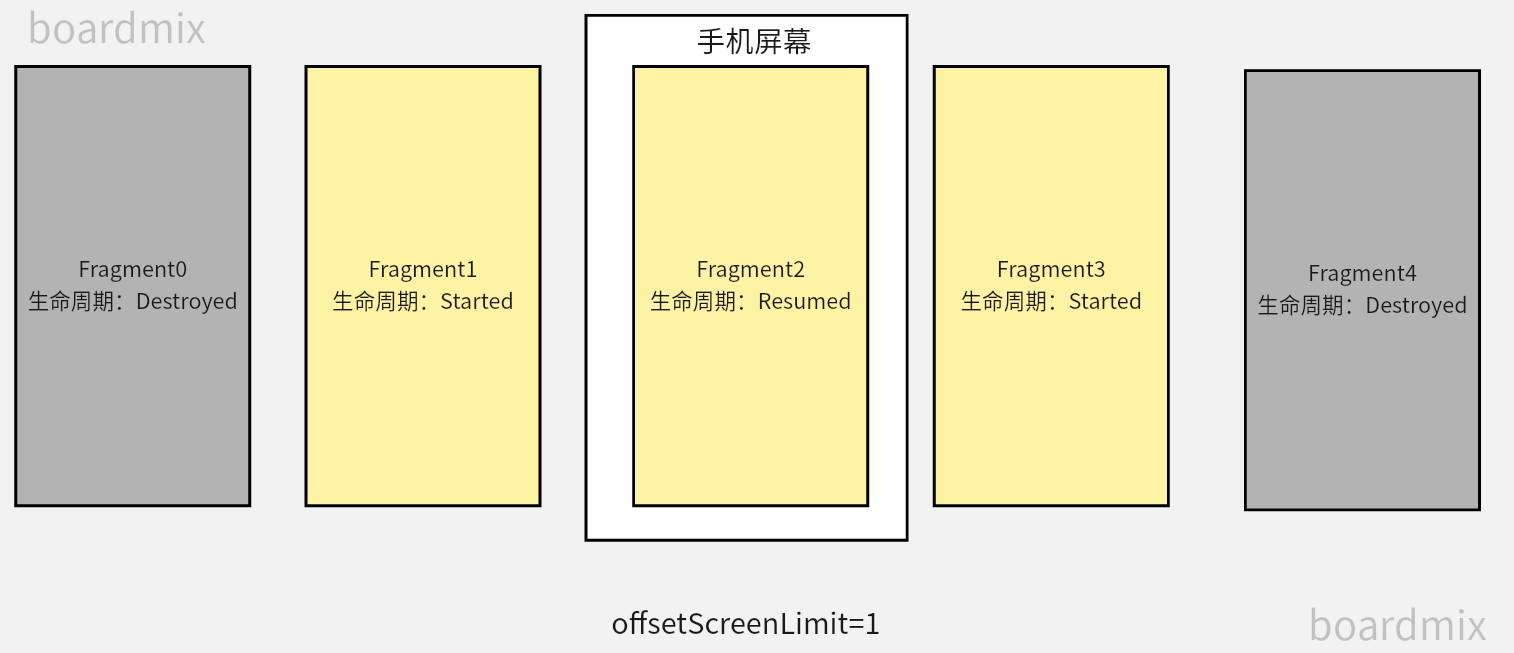 boardmix
手机屏幕
Fragment0
生命周期：Destroyed
Fragment1
生命周期：Started
Fragment2
生命周期：Resumed
Fragment3
生命周期：Started
Fragment4
生命周期：Destroyed
offsetScreenLimit=1
boardmix